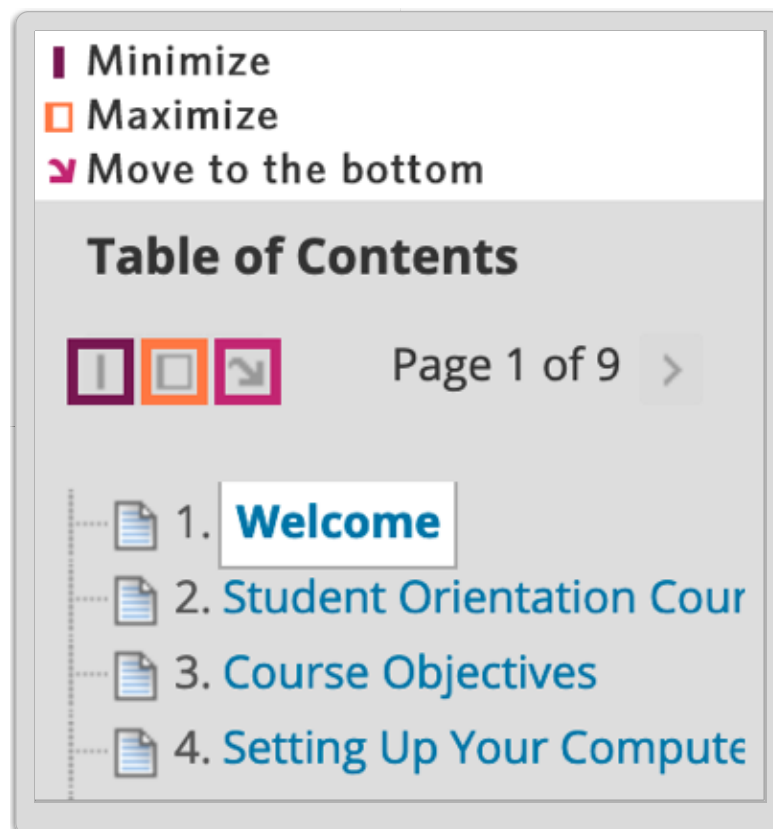 Minimize
Maximize
Move to the bottom
Table of Contents
Page 1 of 9 >
1. Welcome
2. Student Orientation Cour
3. Course Objectives
4. Setting Up Your Compute